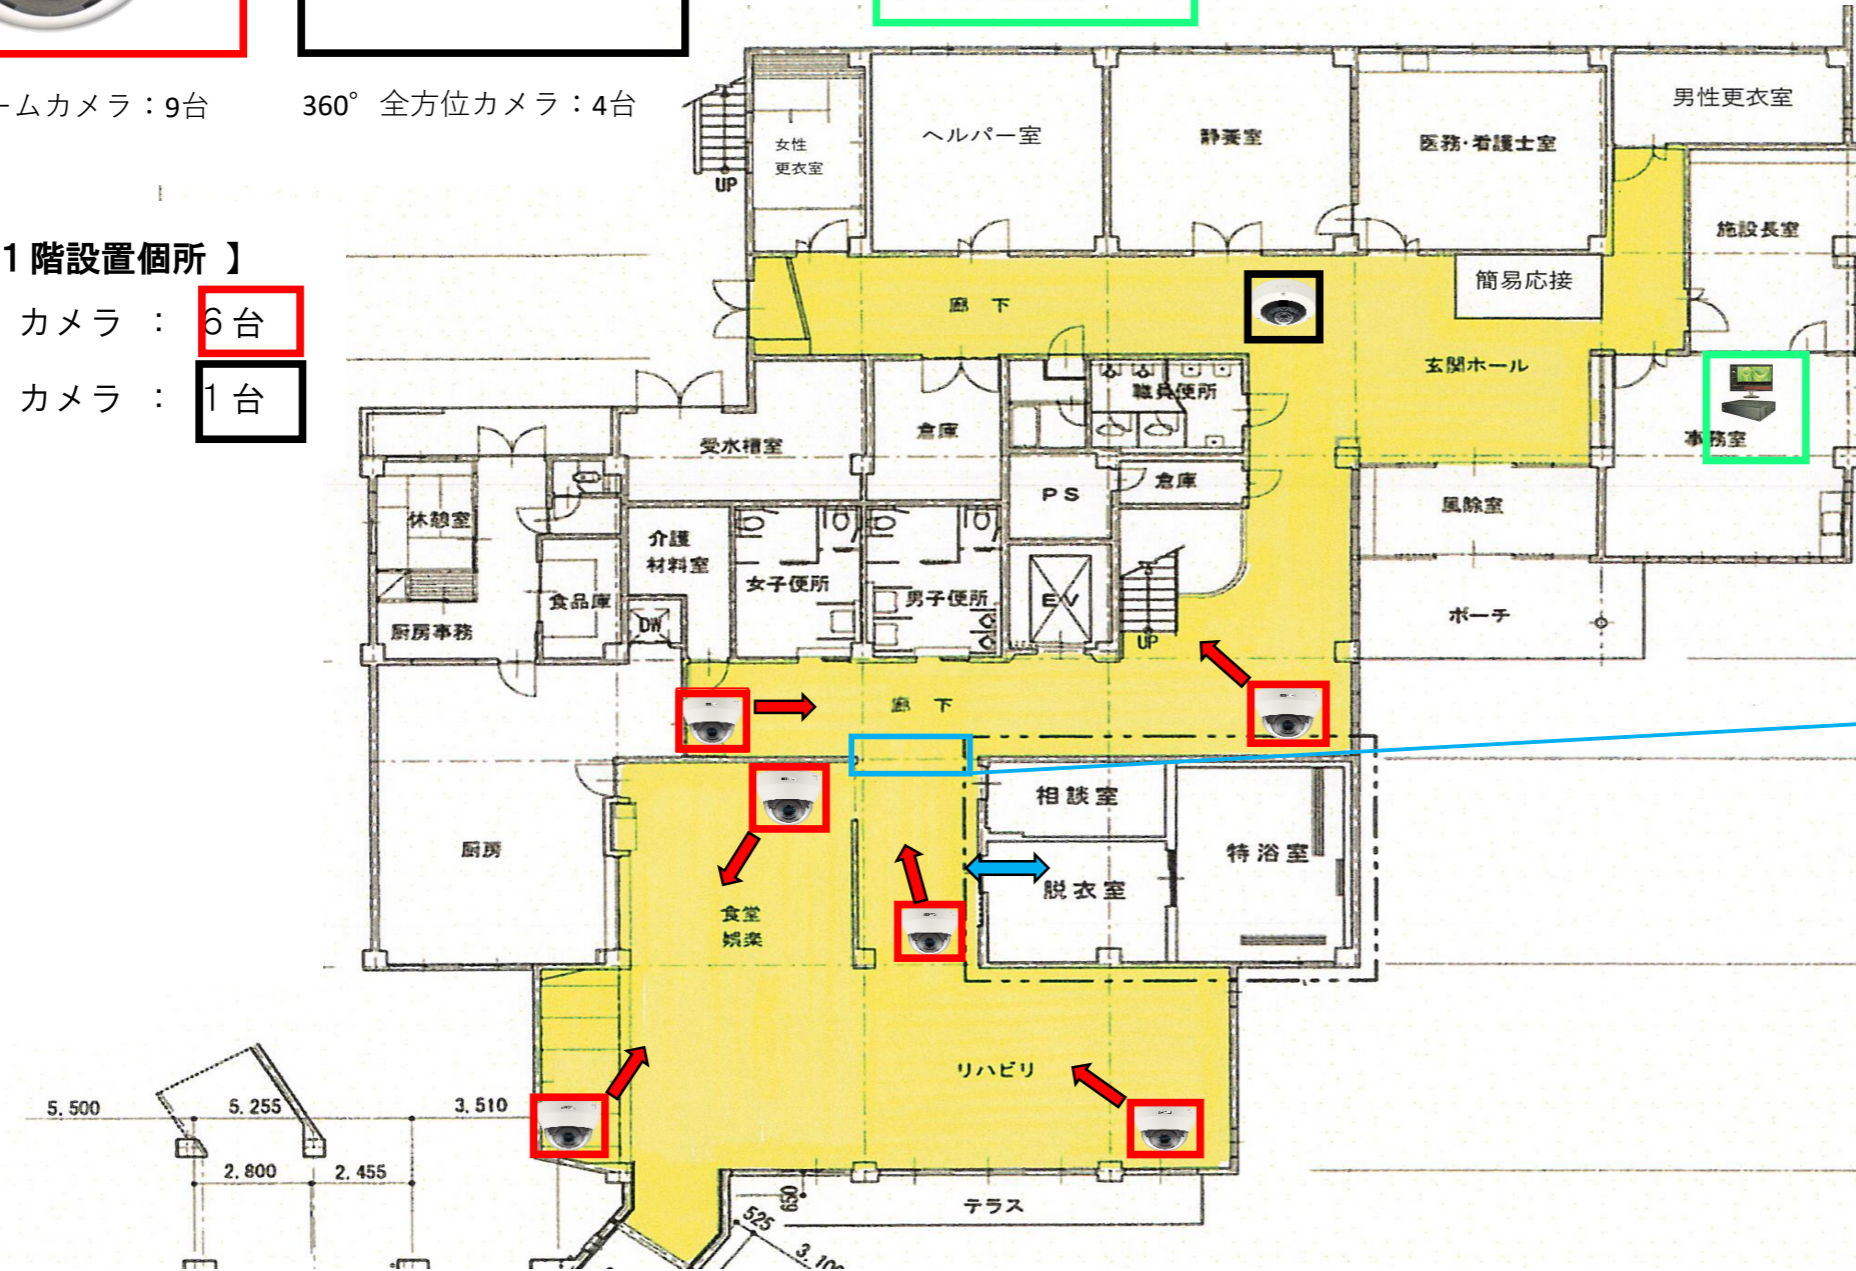 ームカメラ：9台
360°全方位カメラ：4台
1階設置個所 】
カメラ ： 6台
カメラ ： 1台
女性
更衣室
ヘルパー室
静養室
医務・看護士室
男性更衣室
UP
施設長室
簡易応接
廊下
玄関ホール
職員便所
事務室
受水槽室
倉庫
倉庫
PS
風除室
休憩室
介護
材料室
女子便所
男子便所
EV
食品庫
DW
厨房事務
UP
ポーチ
廊下
相談室
特浴室
厨房
脱衣室
食堂
娯楽
リハビリ
5,500
5,255
3,510
2,800
2,455
650
525
3,100
テラス